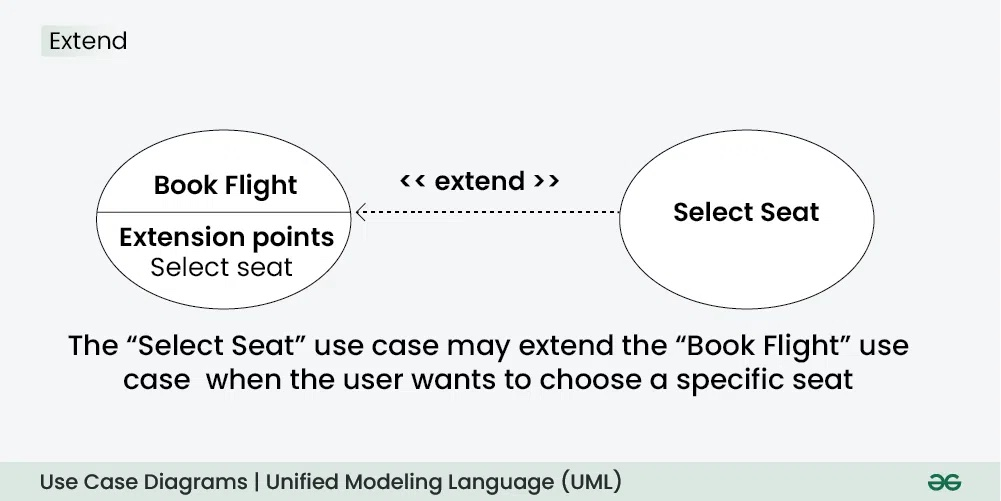 Extend
Book Flight
Extension points
Select seat
<< extend >>
Select Seat
The “Select Seat” use case may extend the “Book Flight” use
case when the user wants to choose a specific seat
Use Case Diagrams | Unified Modeling Language (UML)